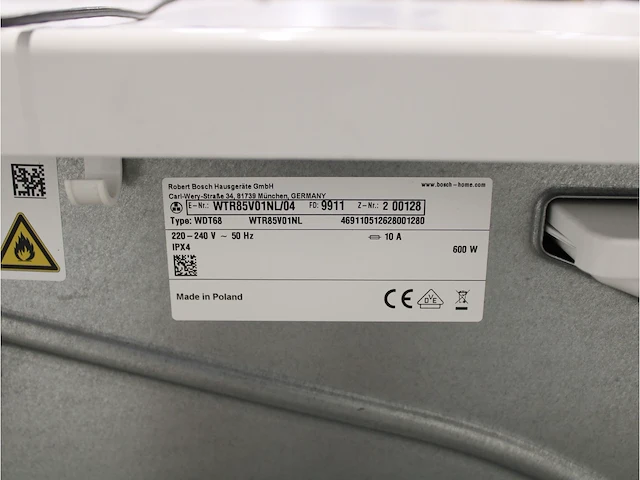 Robert Bosch Hausgeräte GmbH www.bosch-home.com
Carl-Wery-Straße 34, 81739 München, GERMANY
E-Nr.: WTR85V01NL/04 FD: 9911 Z-Nr.: 2 00128
Type: WDT68 WTR85V01NL 469110512628001280
220-240 V ~ 50 Hz 10 A
IPX4 600 W
Made in Poland CE DVE